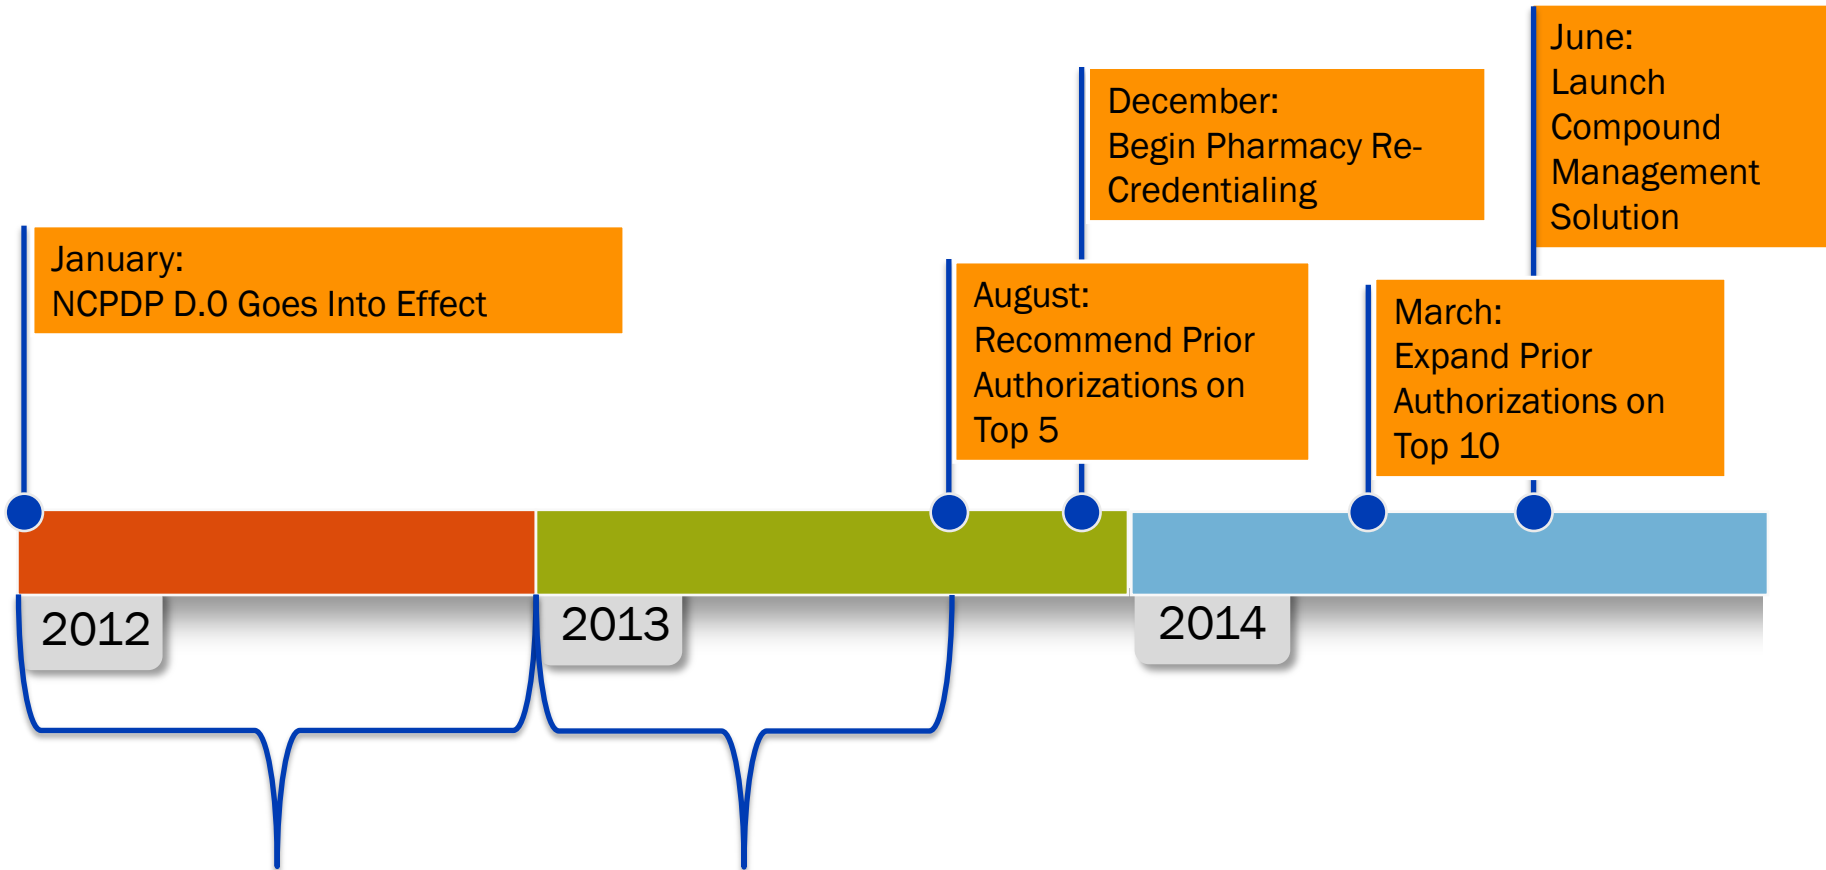 January:
NCPDP D.0 Goes Into Effect
August:
Recommend Prior
Authorizations on
Top 5
December:
Begin Pharmacy Re-
Credentialing
March:
Expand Prior
Authorizations on
Top 10
June:
Launch
Compound
Management
Solution
2012
2013
2014